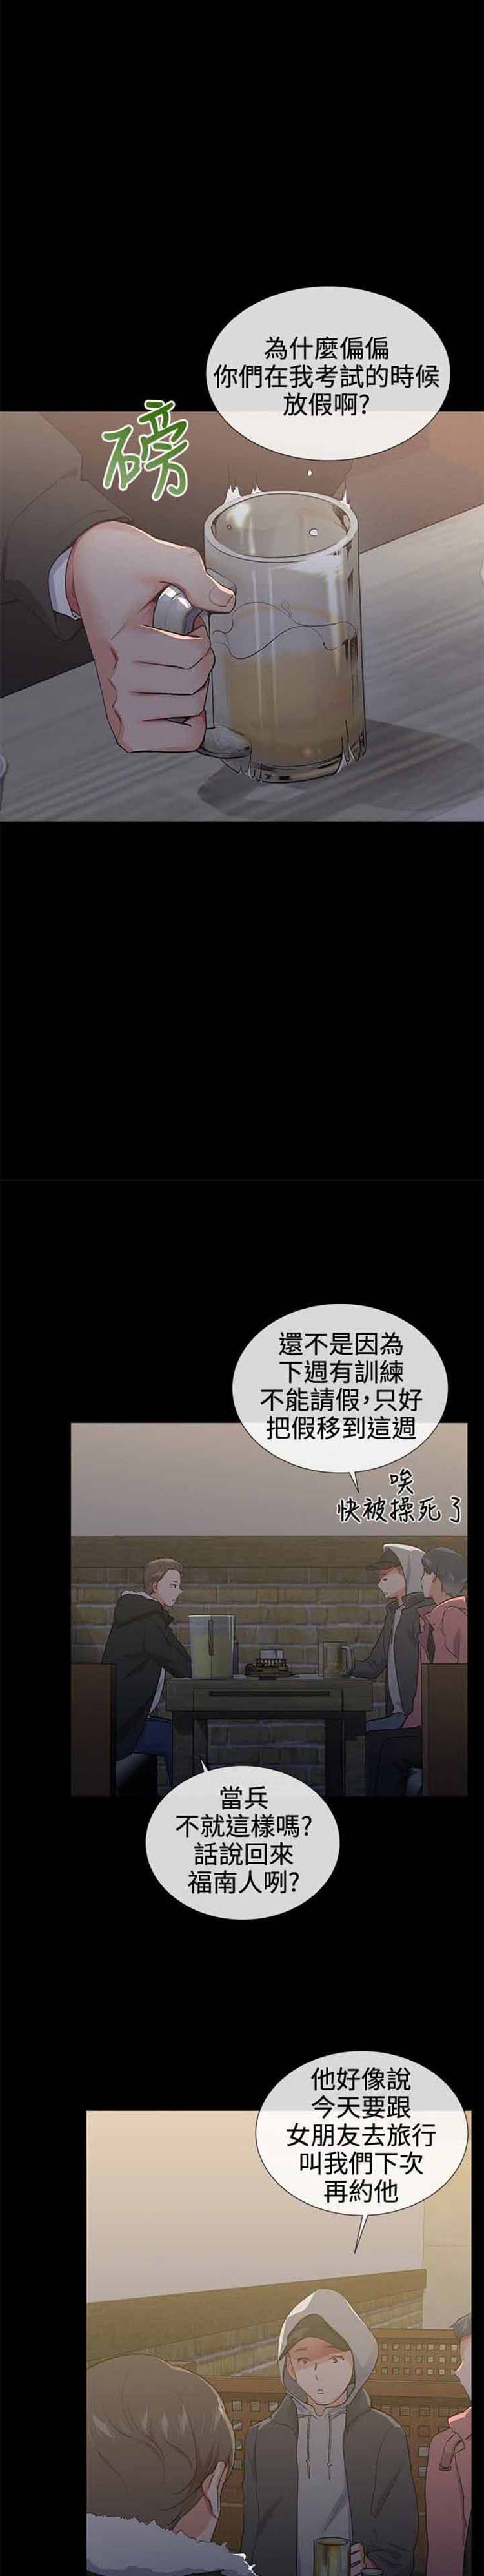 為什麼偏偏
你們在我考試的時候
放假啊?
磅
還不是因為
下週有訓練
不能請假,只好
把假移到這週
唉
快被操死了
當兵
不就這樣嗎?
話說回來
福南人咧?
他好像說
今天要跟
女朋友去旅行
叫我們下次
再約他